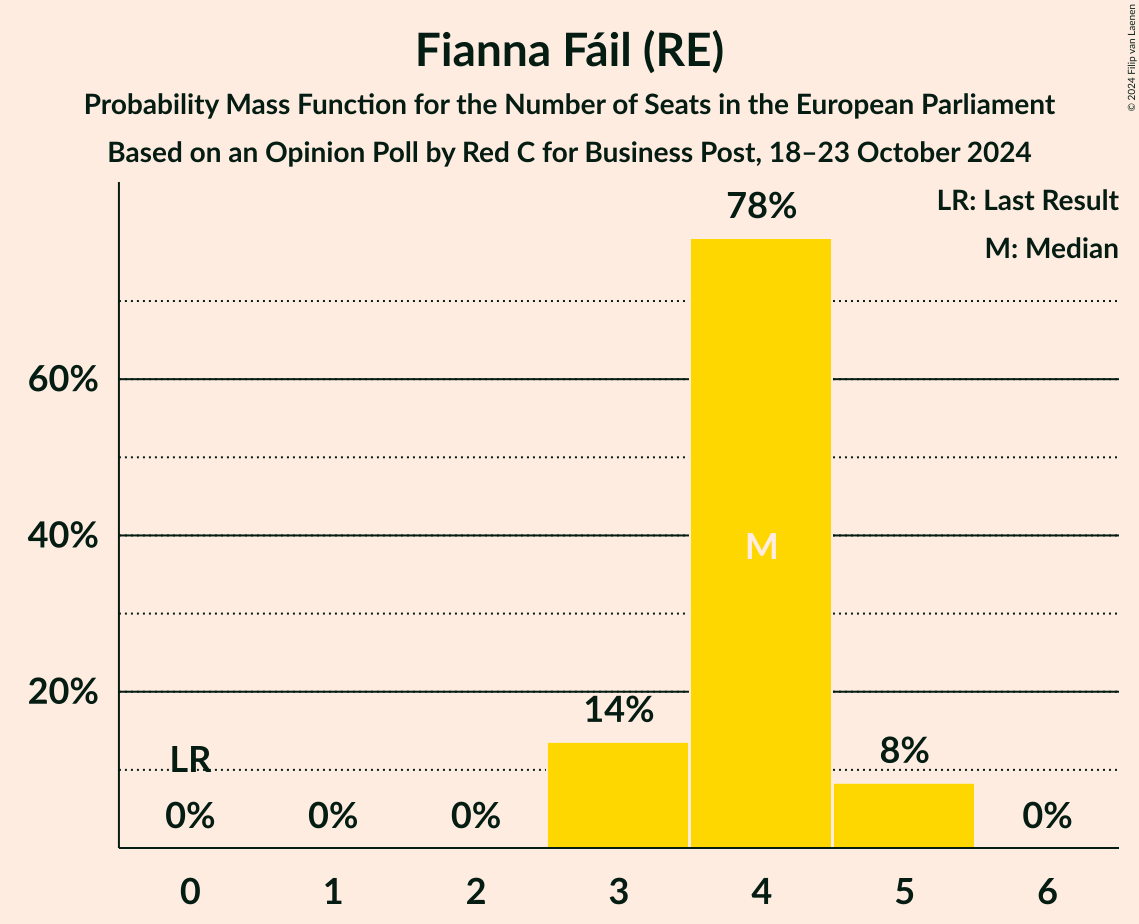 Fianna Fáil (RE)
Probability Mass Function for the Number of Seats in the European Parliament
Based on an Opinion Poll by Red C for Business Post, 18–23 October 2024
© 2024 Filip van Laenen
LR: Last Result
M: Median
78%
60%
40%
M
20%
14%
8%
LR
0%
0%
0%
0%
0
1
2
3
4
5
6